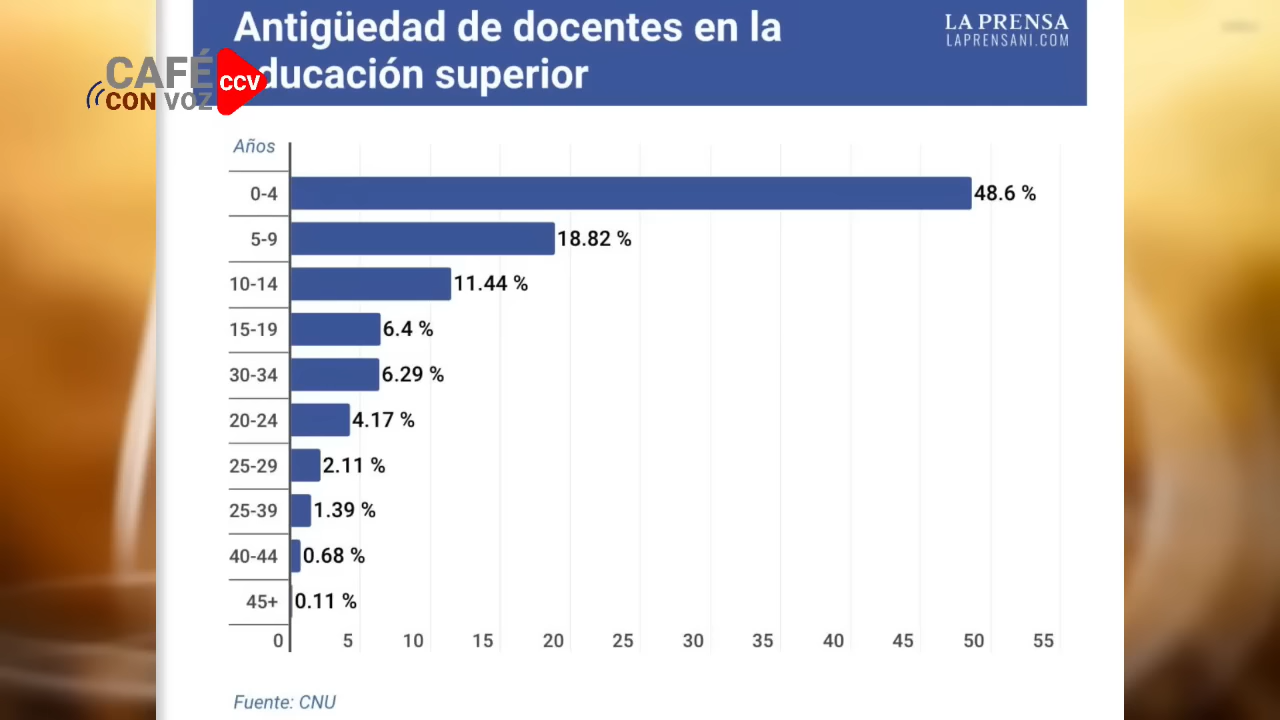 Antigüedad de docentes en la
ducación superior
LA PRENSA
LAPRENSANI.COM
CAFÉ
CON VOZ
CCV
Años
0-4 48.6 %
5-9 18.82 %
10-14 11.44 %
15-19 6.4 %
30-34 6.29 %
20-24 4.17 %
25-29 2.11 %
25-39 1.39 %
40-44 0.68 %
45+ 0.11 %
0 5 10 15 20 25 30 35 40 45 50 55
Fuente: CNU